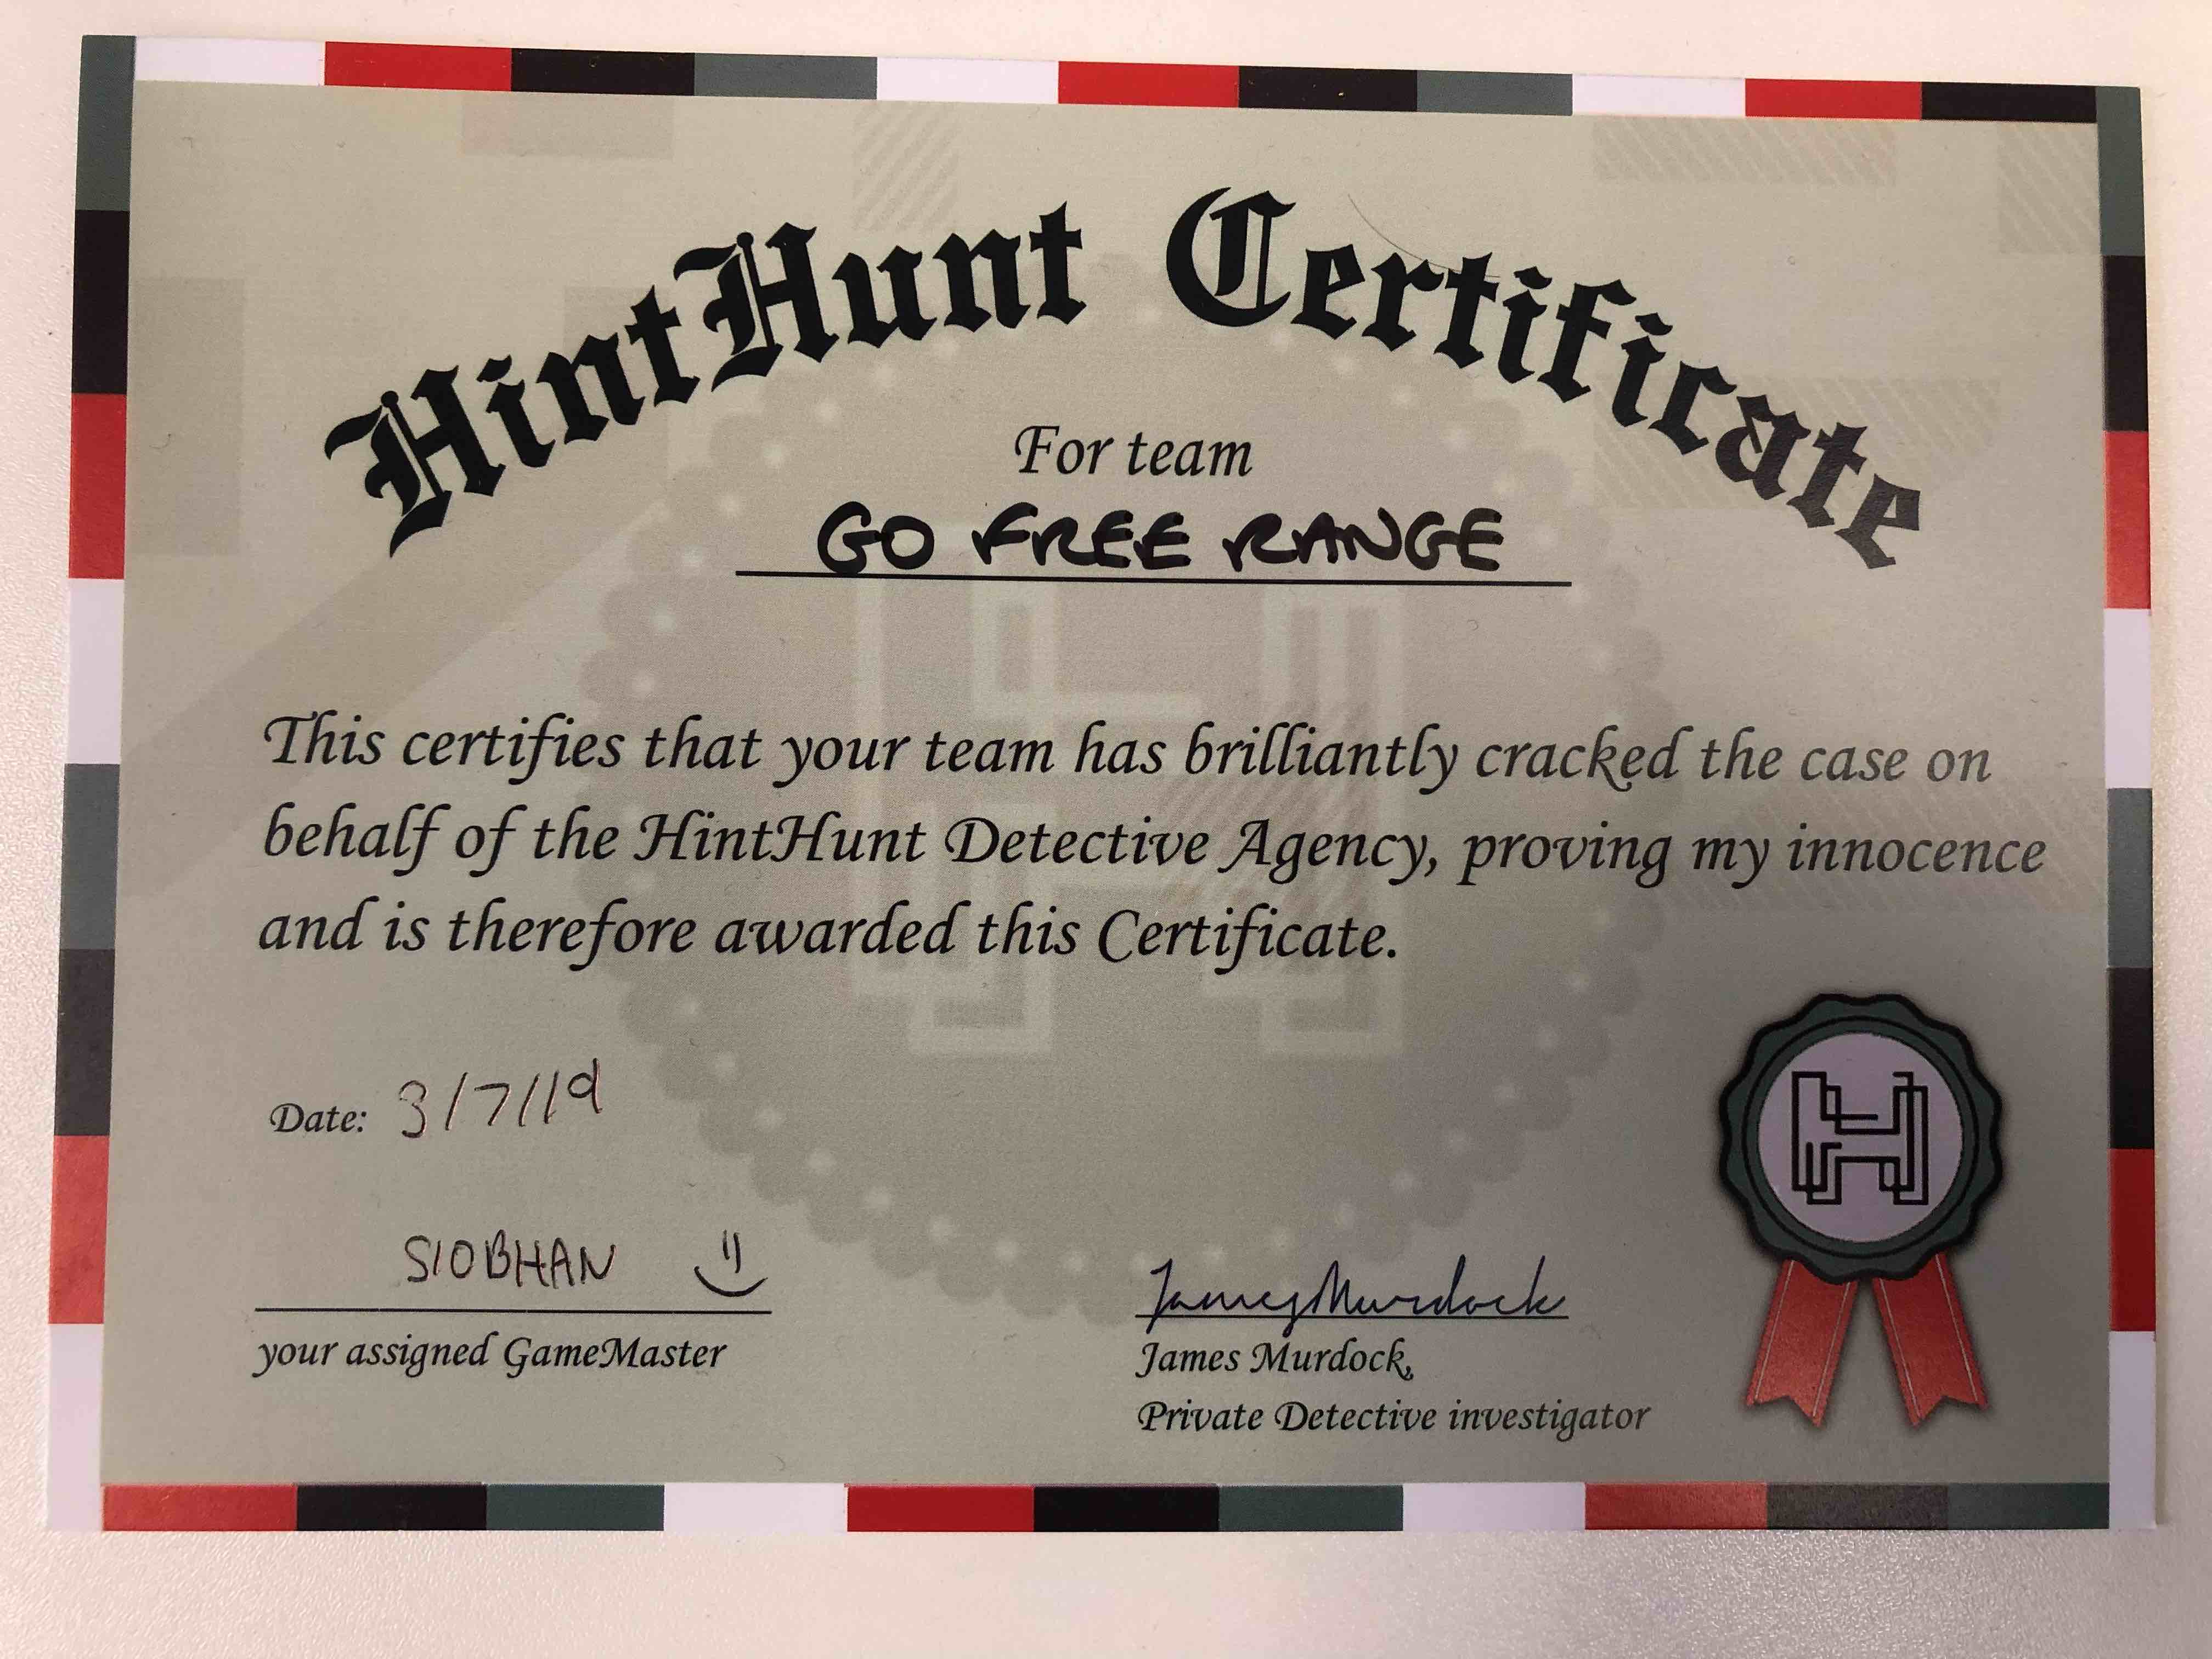 HintHunt Certificate
For team
GO FREE RANGE
This certifies that your team has brilliantly cracked the case on
behalf of the HintHunt Detective Agency, proving my innocence
and is therefore awarded this Certificate.
Date: 3/7/19
SIOBHAN
your assigned GameMaster
James Murdock
James Murdock,
Private Detective investigator
H